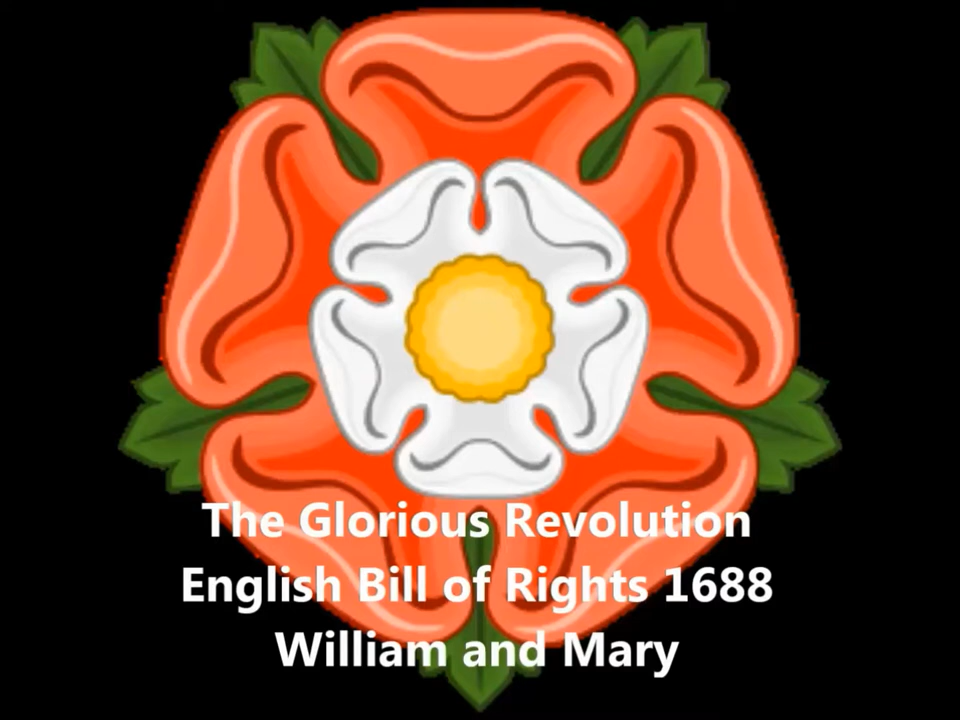 The Glorious Revolution
English Bill of Rights 1688
William and Mary